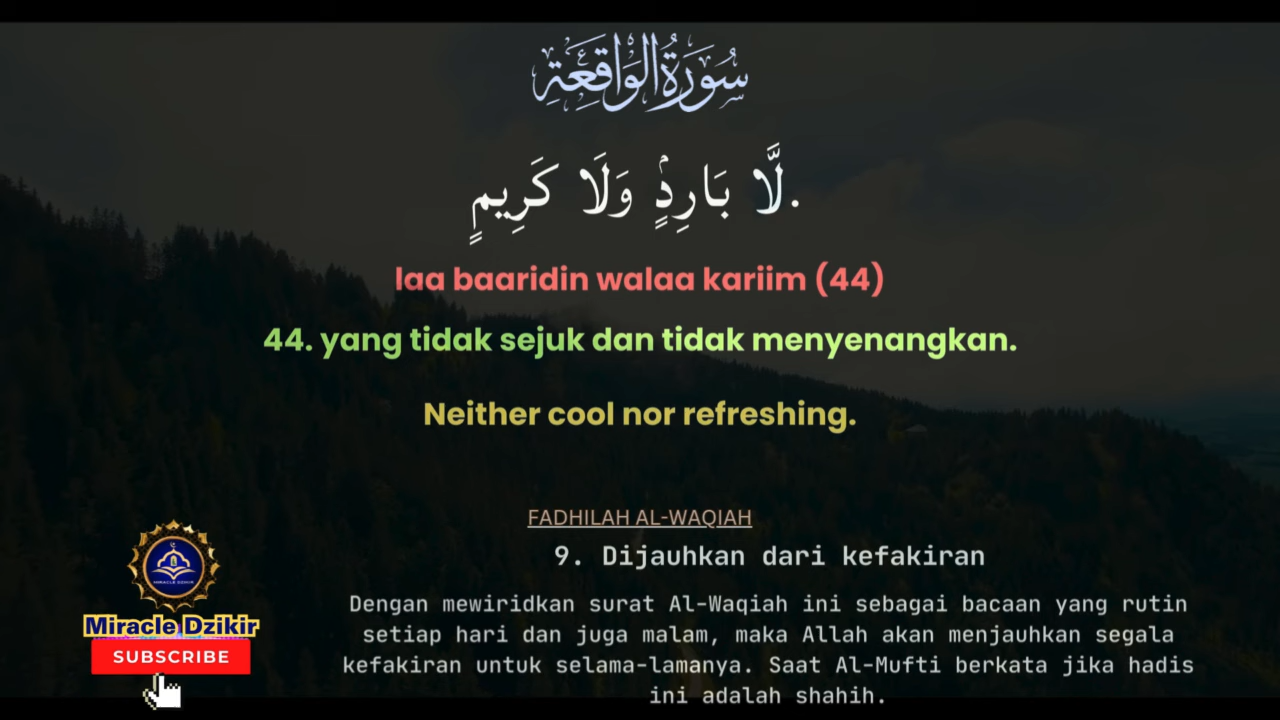 سُورَةُ الوَاقِعَةِ
لَّا بَارِدٍۢ وَلَا كَرِيمٍ.
laa baaridin walaa kariim (44)
44. yang tidak sejuk dan tidak menyenangkan.
Neither cool nor refreshing.
FADHILAH AL-WAQIAH
9. Dijauhkan dari kefakiran
Dengan mewiridkan surat Al-Waqiah ini sebagai bacaan yang rutin
setiap hari dan juga malam, maka Allah akan menjauhkan segala
kefakiran untuk selama-lamanya. Saat Al-Mufti berkata jika hadis
ini adalah shahih.
MIRACLE DZIKIR
Miracle Dzikir
SUBSCRIBE